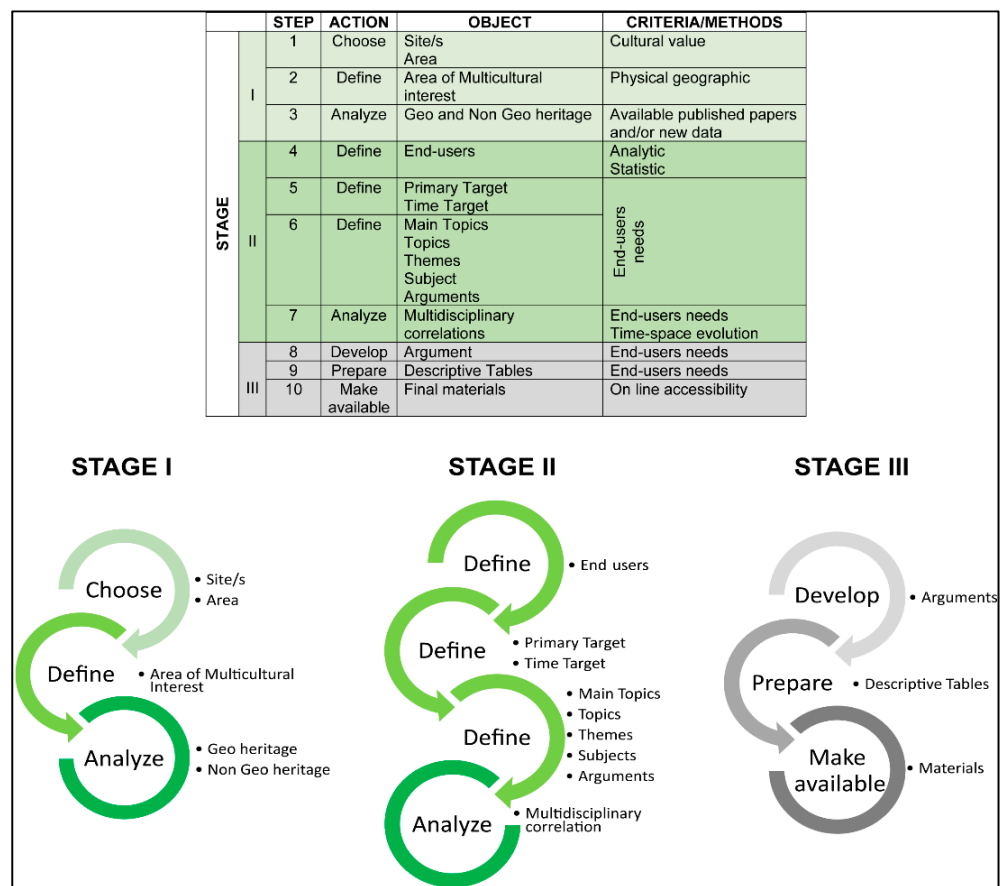 STEP ACTION OBJECT CRITERIA/METHODS
STAGE
I
1 Choose Site/s Cultural value
Area
2 Define Area of Multicultural Physical geographic
interest
3 Analyze Geo and Non Geo heritage Available published papers
and/or new data
II
4 Define End-users Analytic
Statistic
5 Define Primary Target
Time Target
End-users
needs
6 Define Main Topics
Topics
Themes
Subject
Arguments
7 Analyze Multidisciplinary End-users needs
correlations Time-space evolution
III
8 Develop Argument End-users needs
9 Prepare Descriptive Tables End-users needs
10 Make Final materials On line accessibility
available
STAGE I
Choose
• Site/s
• Area
Define
• Area of Multicultural
Interest
Analyze
• Geo heritage
• Non Geo heritage
STAGE II
Define
• End users
Define
• Primary Target
• Time Target
Define
• Main Topics
• Topics
• Themes
• Subjects
• Arguments
Analyze
• Multidisciplinary
correlation
STAGE III
Develop
• Arguments
Prepare
• Descriptive Tables
Make
available
• Materials